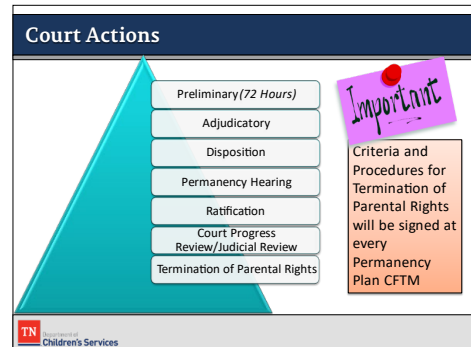 Court Actions
Preliminary (72 Hours)
Adjudicatory
Disposition
Permanency Hearing
Ratification
Court Progress
Review/Judicial Review
Termination of Parental Rights
Important
Criteria and
Procedures for
Termination of
Parental Rights
will be signed at
every
Permanency
Plan CFTM
TN
Department of
Children's Services